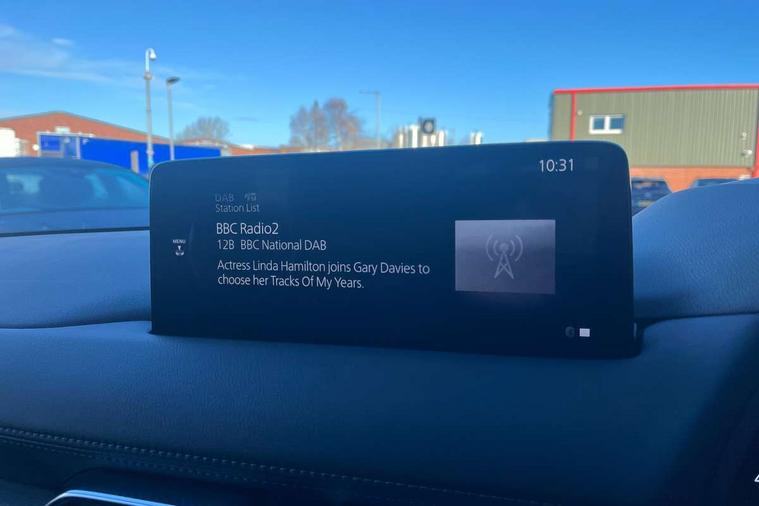 10:31
DAB
Station List
BBC Radio2
MENU
12B BBC National DAB
Actress Linda Hamilton joins Gary Davies to
choose her Tracks Of My Years.